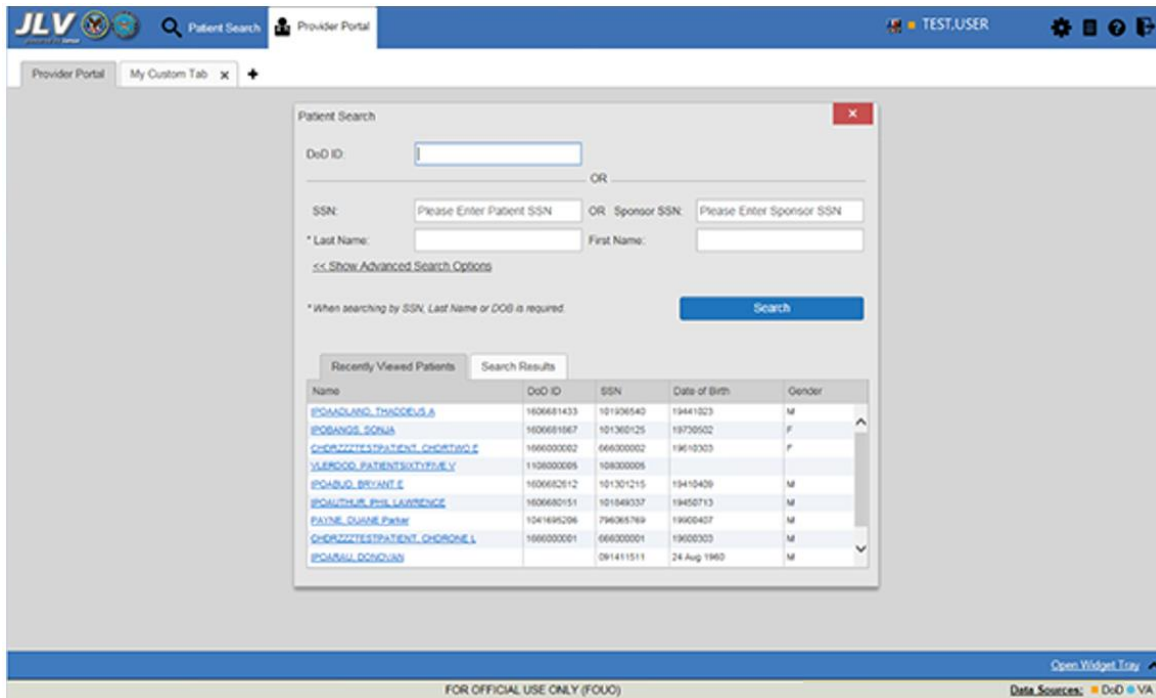 JLV Patient Search Provider Portal TEST,USER
Provider Portal My Custom Tab x +
Patient Search x
DoD ID:
OR
SSN: Please Enter Patient SSN OR Sponsor SSN: Please Enter Sponsor SSN
* Last Name: First Name:
<< Show Advanced Search Options
* When searching by SSN, Last Name or DOB is required. Search
Recently Viewed Patients Search Results
Name DoD ID SSN Date of Birth Gender
IPOAADLAND, THADDEUS A 1606681433 101936540 19441023 M
IPOBANGS, SONJA 1606681867 101360125 19730502 F
CHDRZZZTESTPATIENT, CHDRTWO E 1666000002 666000002 19610303 F
VLERDOD, PATIENTSIXTYFIVE V 1108000005 108000005
IPOABUD, BRYANT E 1606682612 101301215 19410409 M
IPOAUTHUR, PHIL LAWRENCE 1606680151 101849337 19450713 M
PAYNE, DUANE Parker 1041695206 796065769 19900407 M
CHDRZZZTESTPATIENT, CHDRONE L 1666000001 666000001 19600303 M
IPOARAU, DONOVAN 091411511 24 Aug 1960 M
Open Widget Tray
FOR OFFICIAL USE ONLY (FOUO) Data Sources: DoD VA